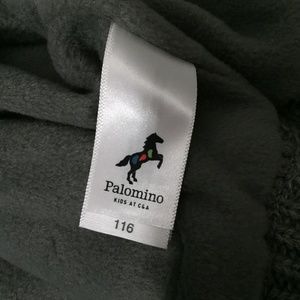 Palomino
KIDS AT C&A
116